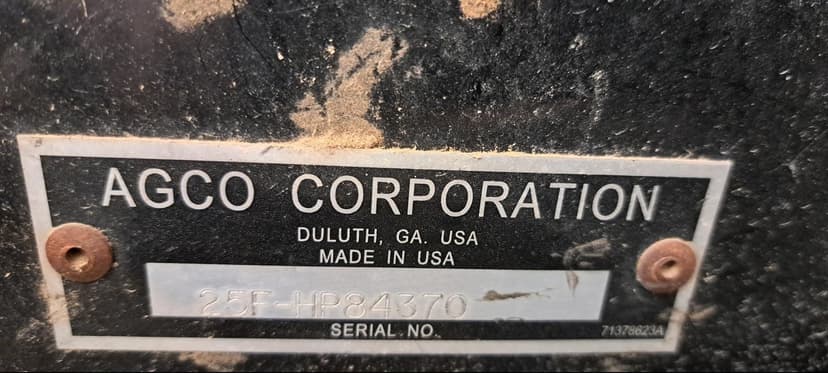 AGCO CORPORATION
DULUTH, GA. USA
MADE IN USA
25F-HP84370
SERIAL NO.
71378623A